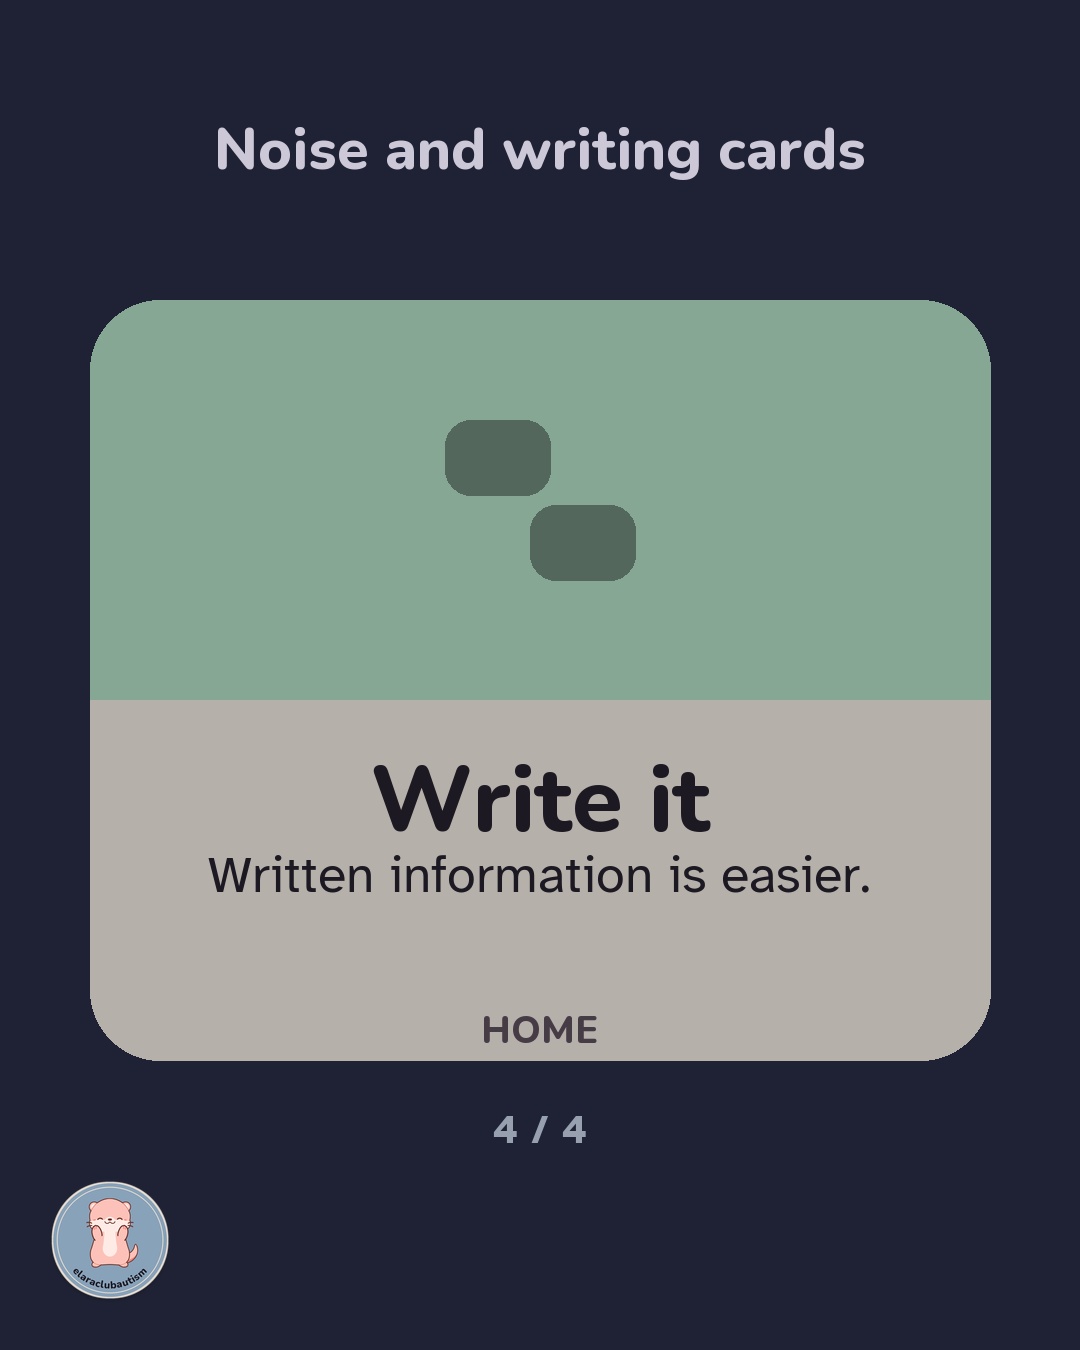 Noise and writing cards
Write it
Written information is easier.
HOME
4 / 4
elaraclubautism